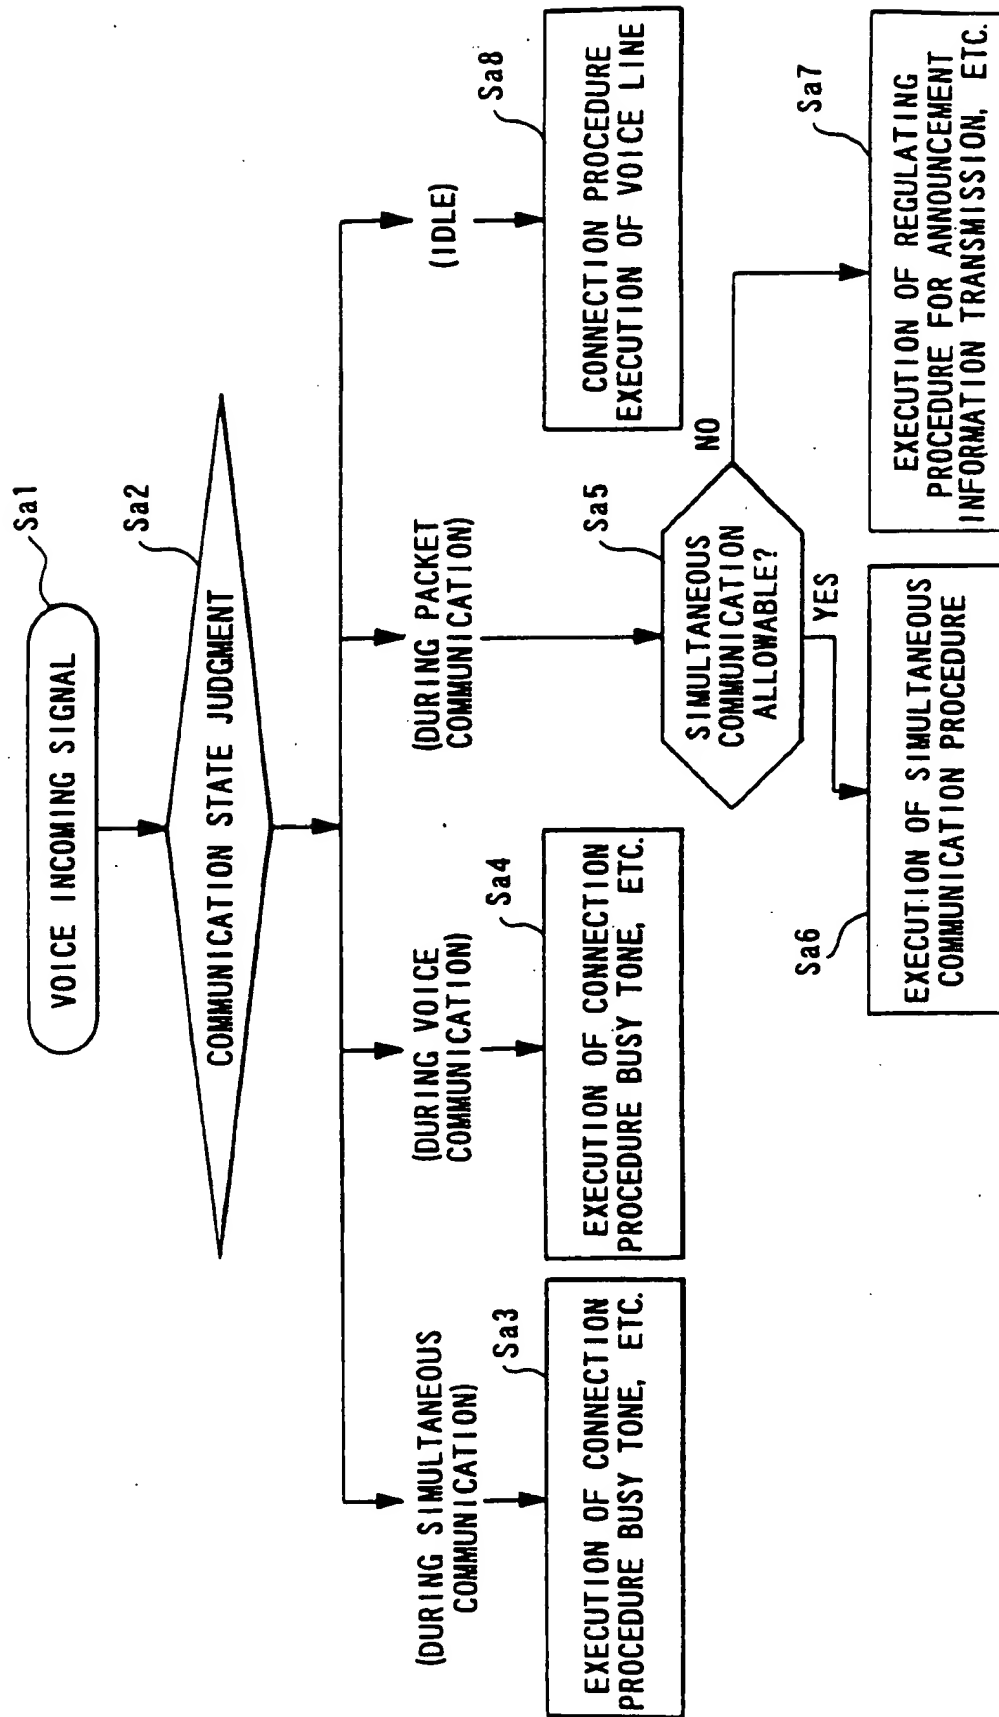 Sa1
VOICE INCOMING SIGNAL
Sa2
COMMUNICATION STATE JUDGMENT
(DURING SIMULTANEOUS
COMMUNICATION)
Sa3
EXECUTION OF CONNECTION
PROCEDURE BUSY TONE, ETC.
(DURING VOICE
COMMUNICATION)
Sa4
EXECUTION OF CONNECTION
PROCEDURE BUSY TONE, ETC.
(DURING PACKET
COMMUNICATION)
Sa5
SIMULTANEOUS
COMMUNICATION
ALLOWABLE?
YES
NO
Sa6
EXECUTION OF SIMULTANEOUS
COMMUNICATION PROCEDURE
Sa7
EXECUTION OF REGULATING
PROCEDURE FOR ANNOUNCEMENT
INFORMATION TRANSMISSION, ETC.
(IDLE)
Sa8
CONNECTION PROCEDURE
EXECUTION OF VOICE LINE